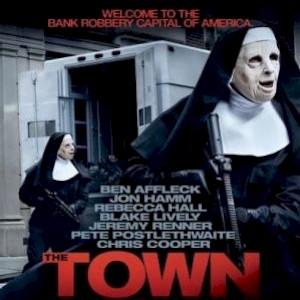 WELCOME TO THE
BANK ROBBERY CAPITAL OF AMERICA.
BEN AFFLECK
JON HAMM
REBECCA HALL
BLAKE LIVELY
JEREMY RENNER
PETE POSTLETHWAITE
CHRIS COOPER
THE
TOWN